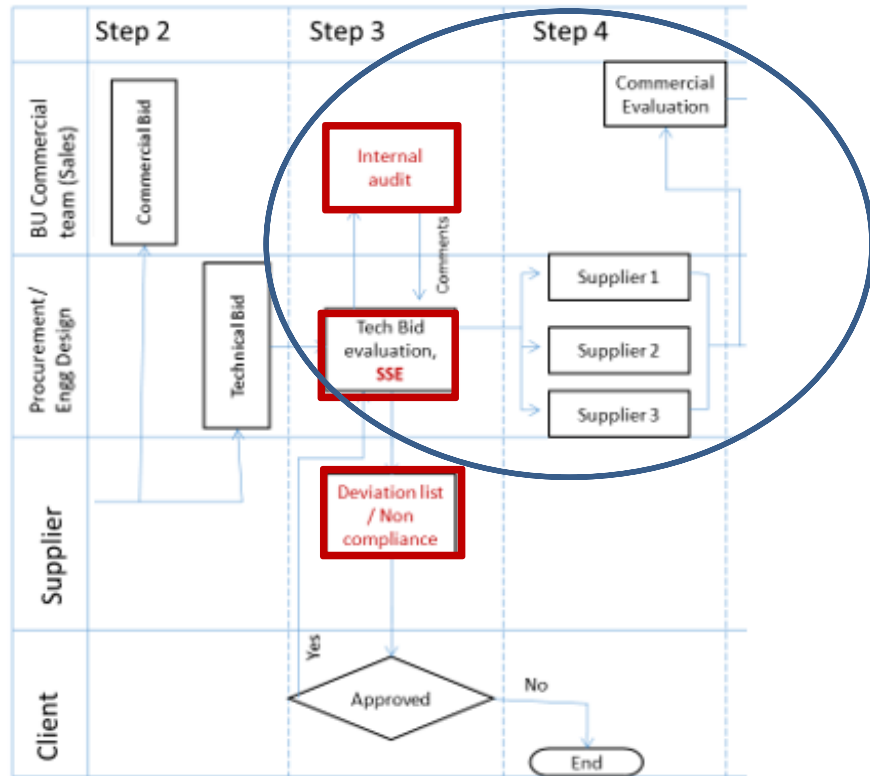 Step 2
Step 3
Step 4
BU Commercial
team (Sales)
Commercial Bid
Internal
audit
Comments
Commercial
Evaluation
Procurement/
Engg Design
Technical Bid
Tech Bid
evaluation,
SSE
Supplier 1
Supplier 2
Supplier 3
Supplier
Deviation list
/ Non
compliance
Client
Yes
Approved
No
End